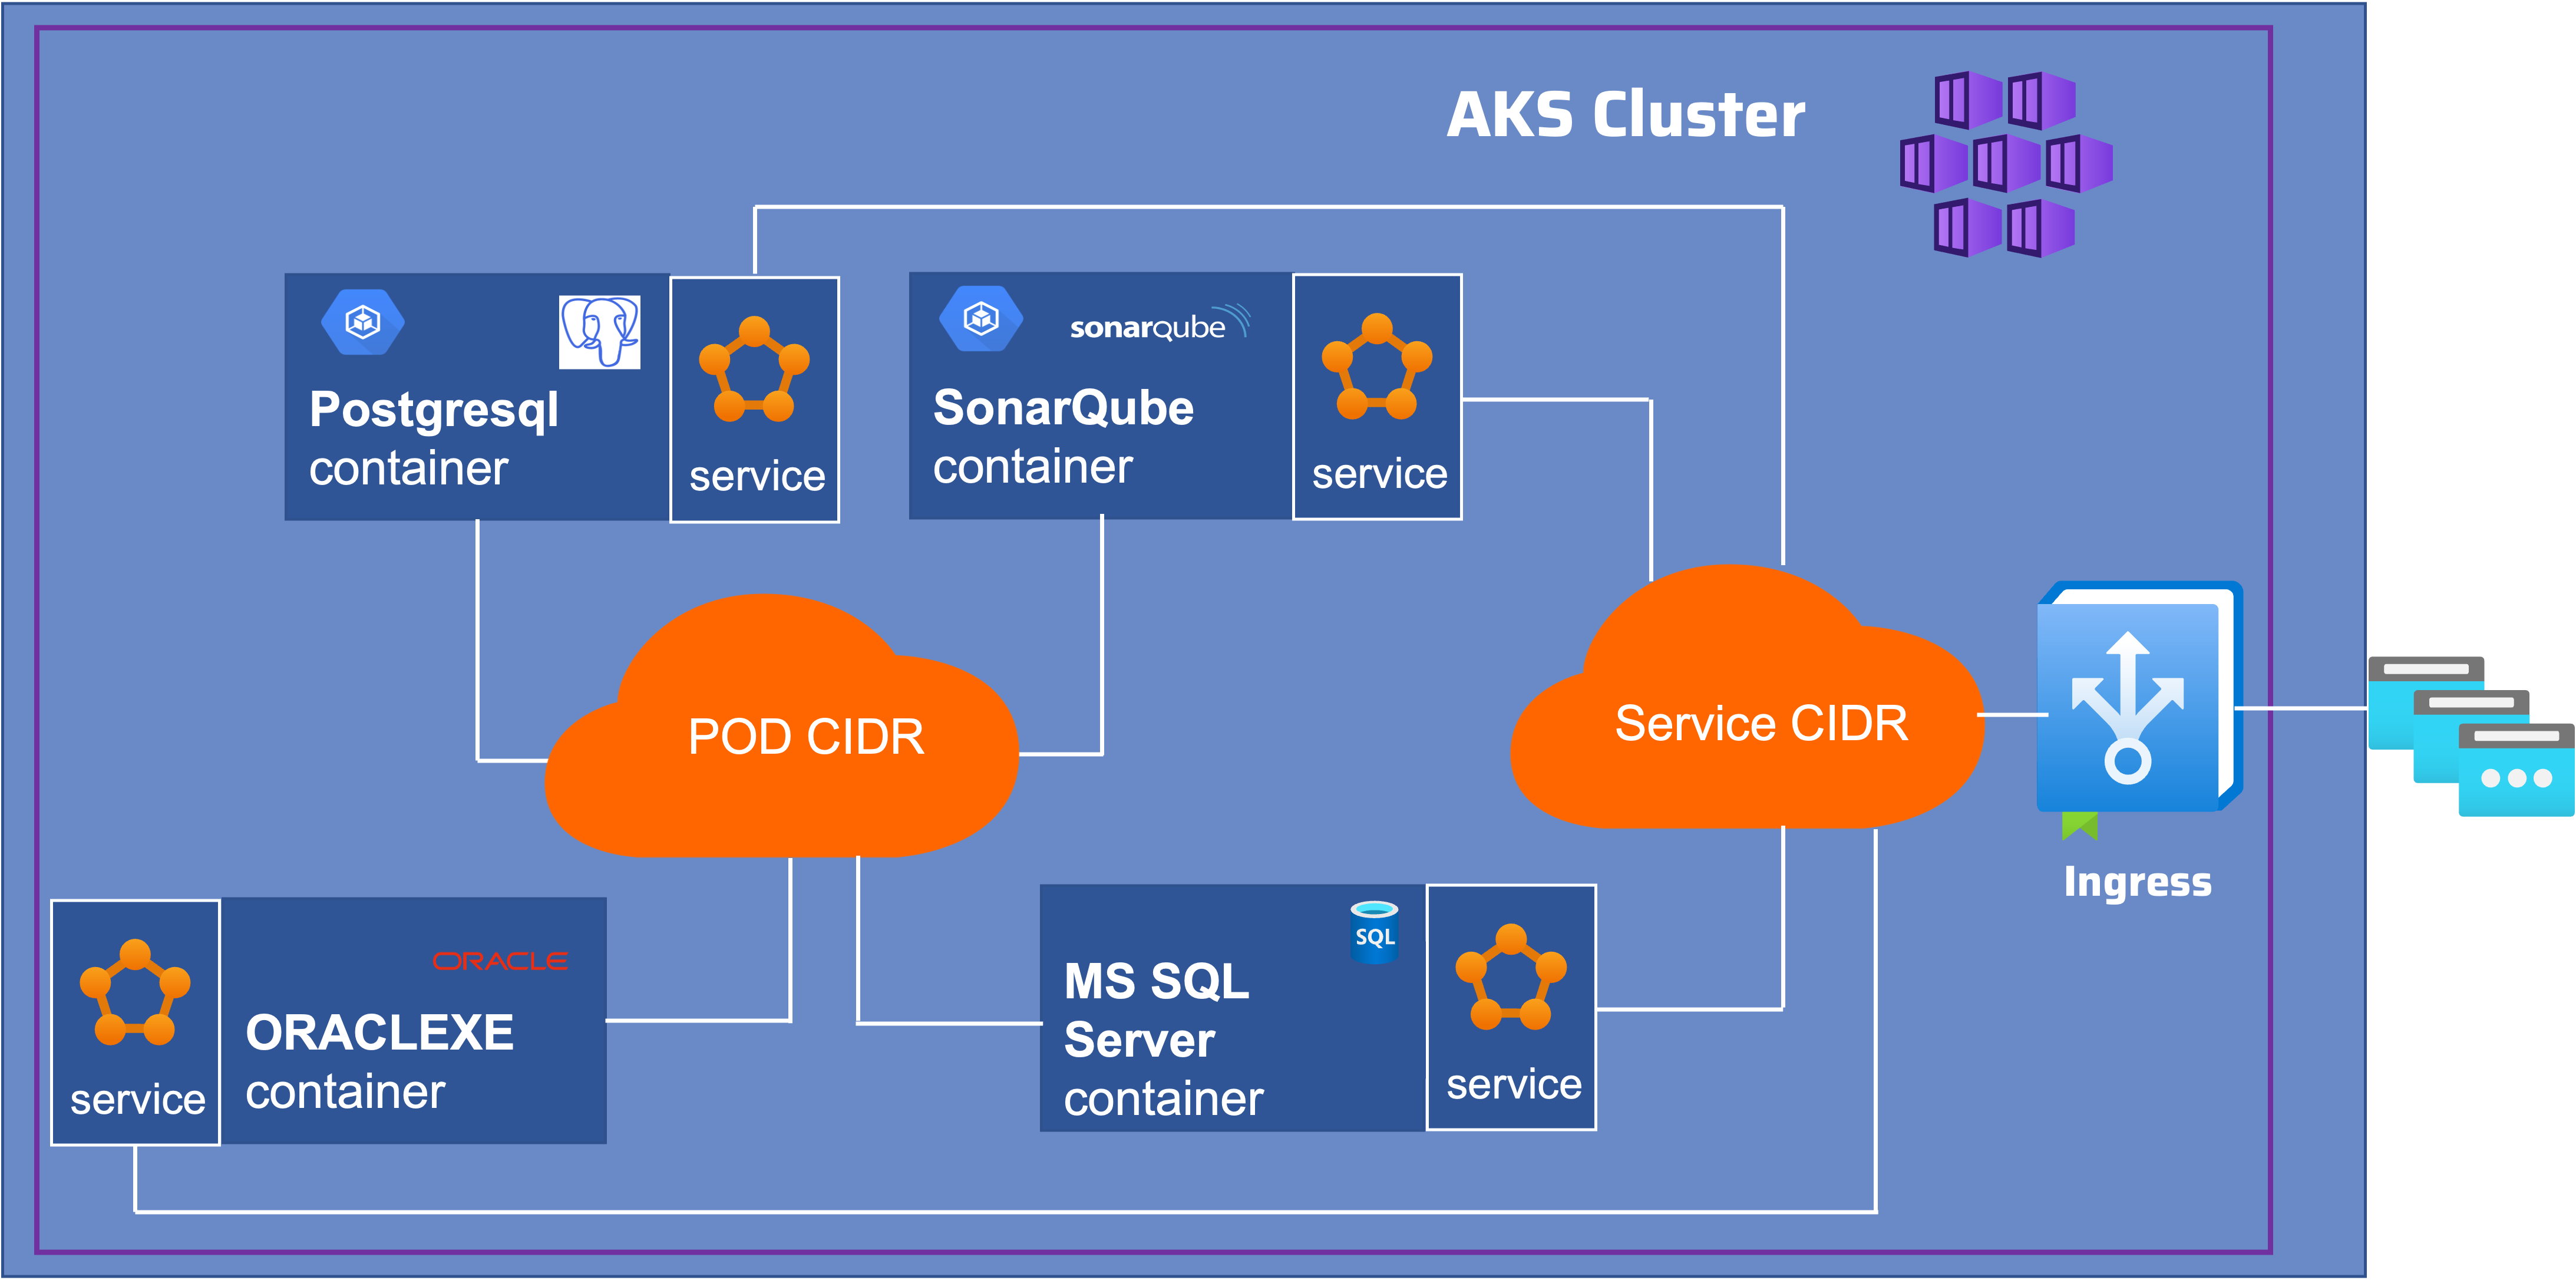 AKS Cluster
Postgresql
container
service
sonarqube
SonarQube
container
service
POD CIDR
Service CIDR
Ingress
service
ORACLE
ORACLEXE
container
SQL
MS SQL
Server
container
service